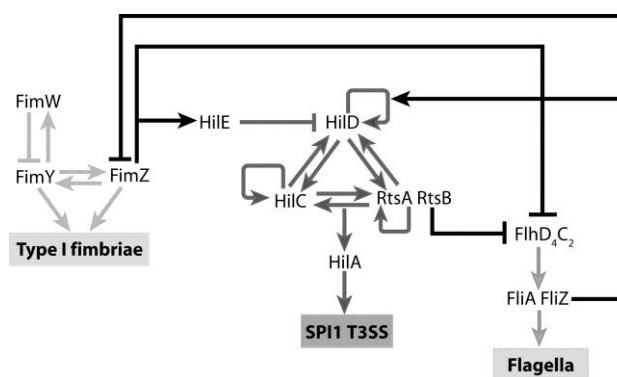 FimW
HilE
HilD
FimY
FimZ
HilC
RtsA RtsB
FlhD₄C₂
Type I fimbriae
HilA
FliA FliZ
SPI1 T3SS
Flagella